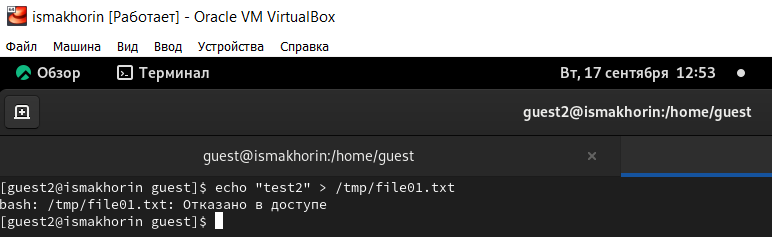 ismakhorin [Работает] - Oracle VM VirtualBox
Файл Машина Вид Ввод Устройства Справка
Обзор Терминал Вт, 17 сентября 12:53
guest2@ismakhorin:/home/guest
guest@ismakhorin:/home/guest ×
[guest2@ismakhorin guest]$ echo "test2" > /tmp/file01.txt
bash: /tmp/file01.txt: Отказано в доступе
[guest2@ismakhorin guest]$